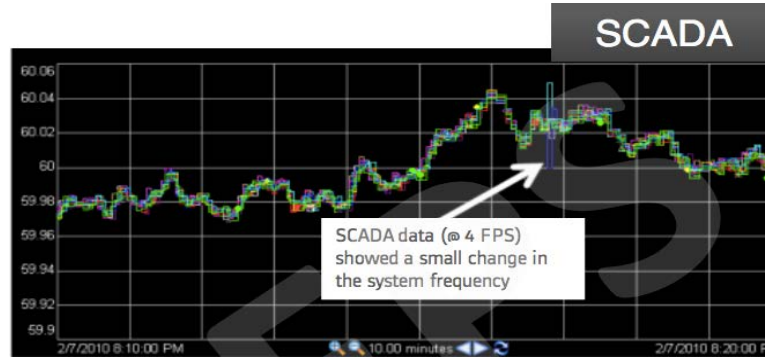 SCADA
60.06
60.04
60.02
60
59.98
59.96
59.94
59.92
59.9
SCADA data (@ 4 FPS)
showed a small change in
the system frequency
2/7/2010 8:10:00 PM
10.00 minutes
2/7/2010 8:20:00